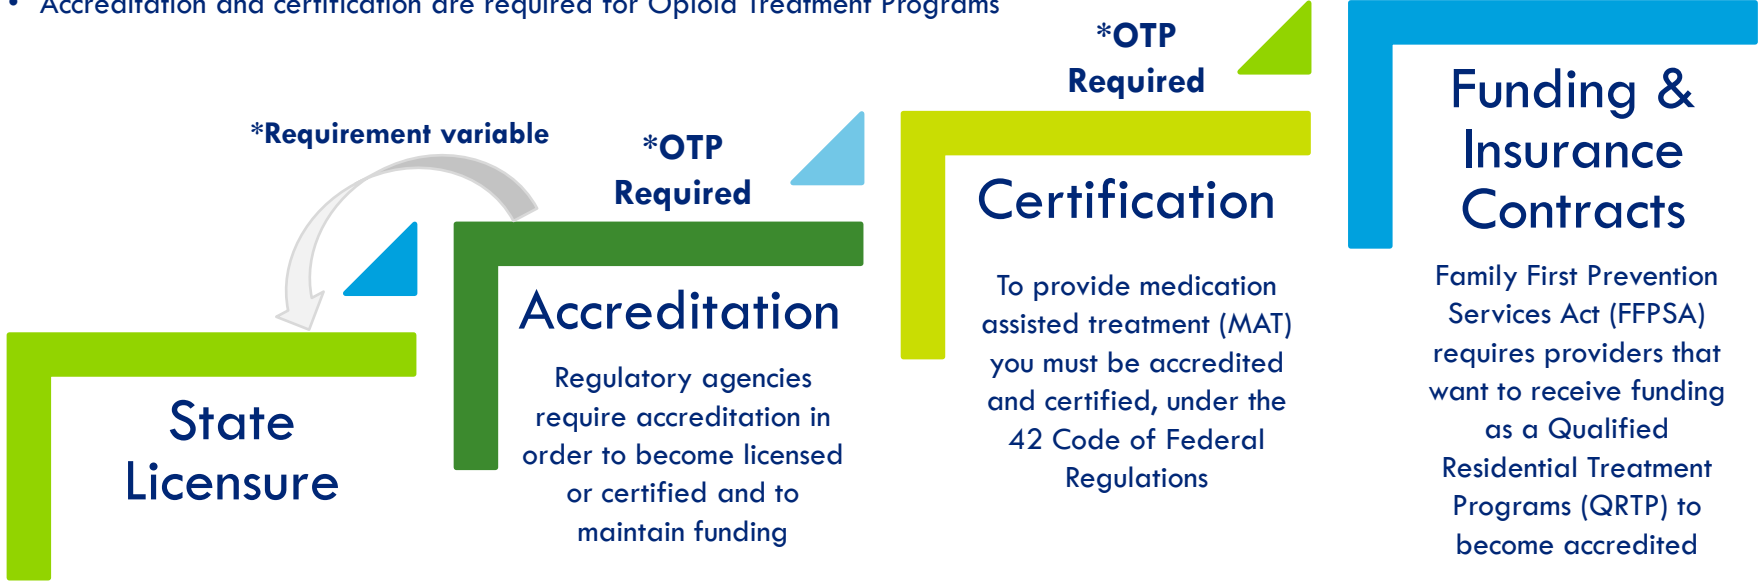 • Accreditation and certification are required for Opioid Treatment Programs
*Requirement variable
*OTP
Required
*OTP
Required
State
Licensure
Accreditation
Regulatory agencies
require accreditation in
order to become licensed
or certified and to
maintain funding
Certification
To provide medication
assisted treatment (MAT)
you must be accredited
and certified, under the
42 Code of Federal
Regulations
Funding &
Insurance
Contracts
Family First Prevention
Services Act (FFPSA)
requires providers that
want to receive funding
as a Qualified
Residential Treatment
Programs (QRTP) to
become accredited